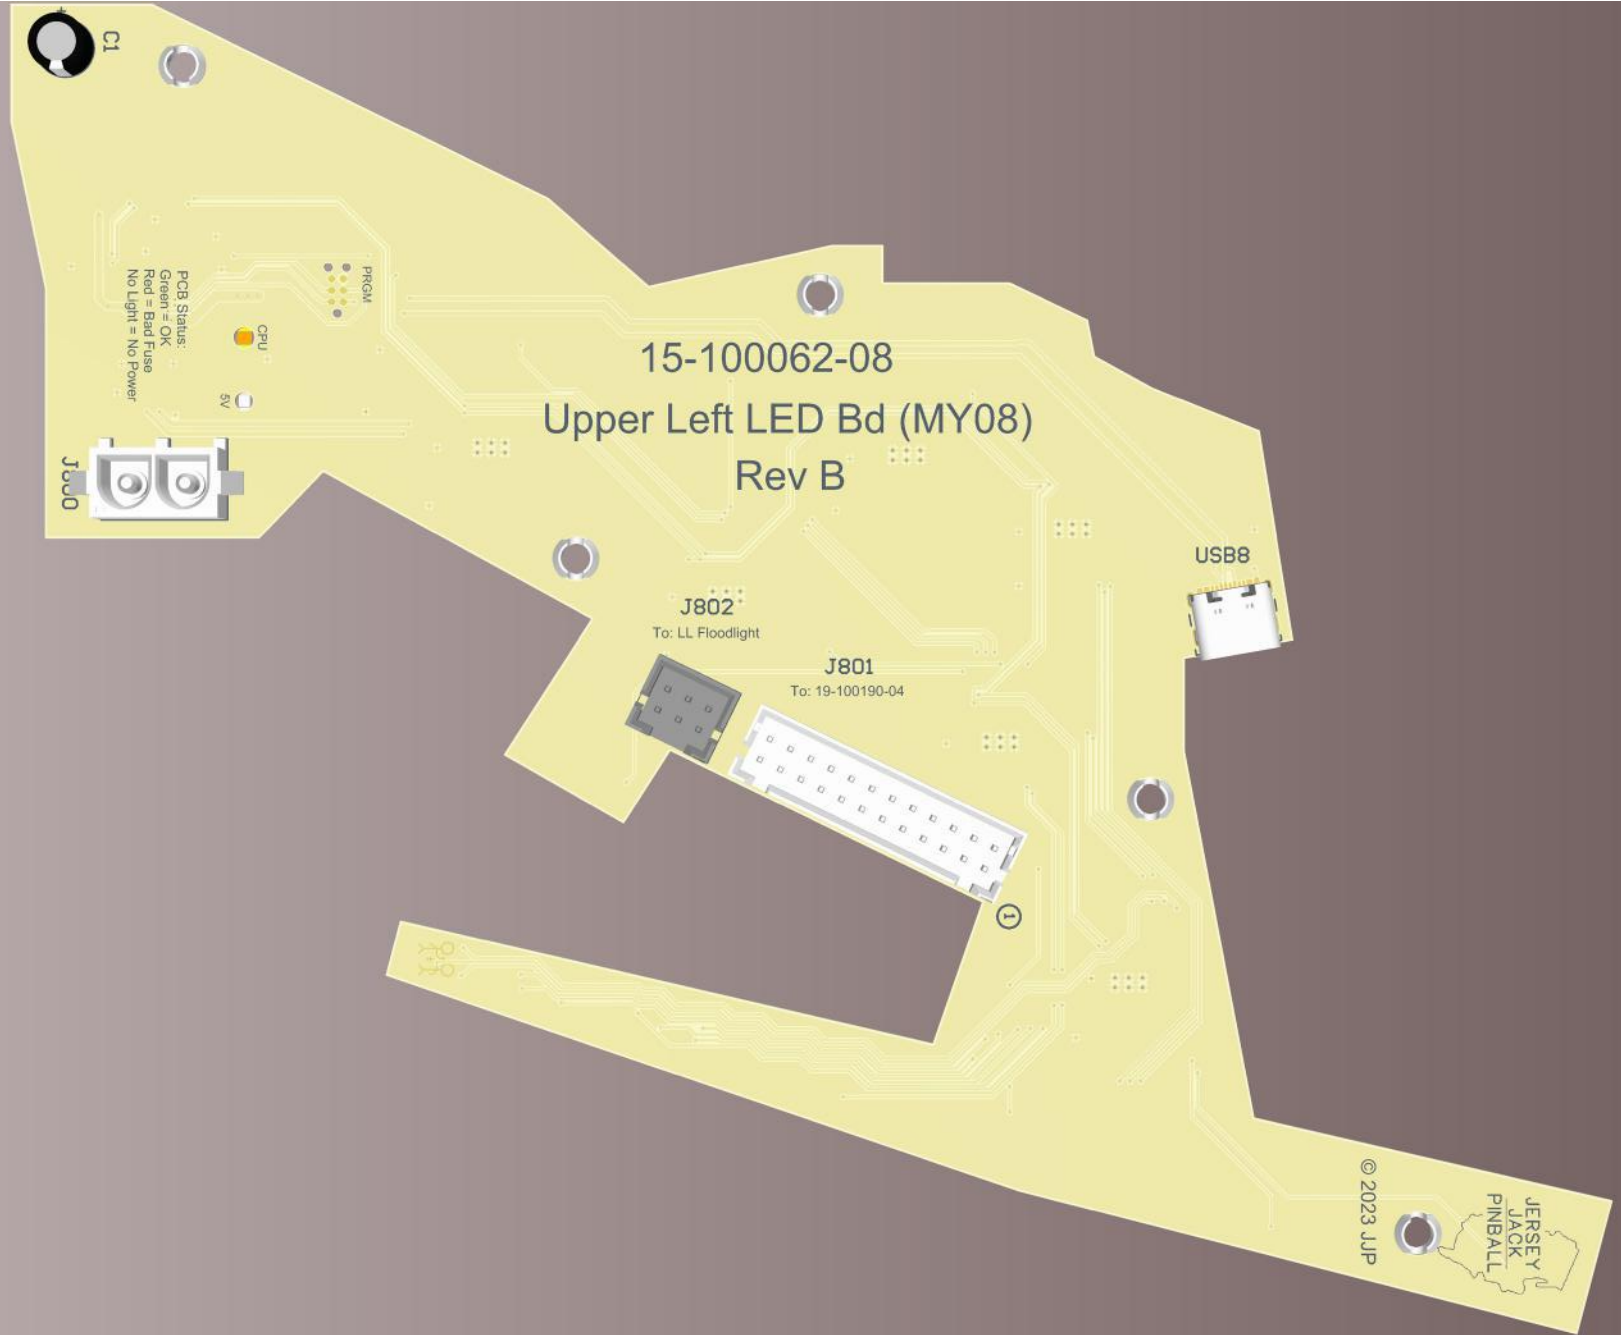 +
C1
PRGM
PCB Status:
Green = OK
Red = Bad Fuse
No Light = No Power
CPU
5V
15-100062-08
Upper Left LED Bd (MY08)
Rev B
J800
USB8
J802
To: LL Floodlight
J801
To: 19-100190-04
1
© 2023 JJP
JERSEY
JACK
PINBALL